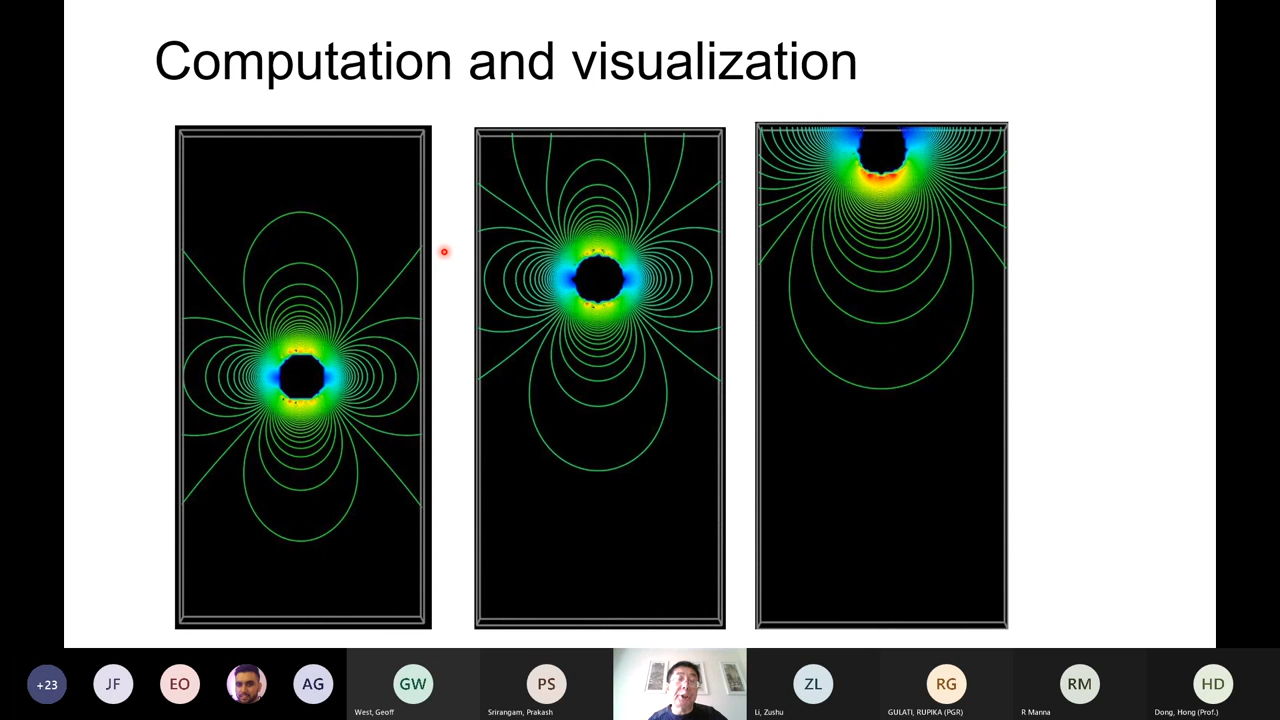 Computation and visualization
+23
JF
EO
AG
GW
West, Geoff
PS
Srirangam, Prakash
ZL
Li, Zushu
RG
GULATI, RUPIKA (PGR)
RM
R Manna
HD
Dong, Hong (Prof.)